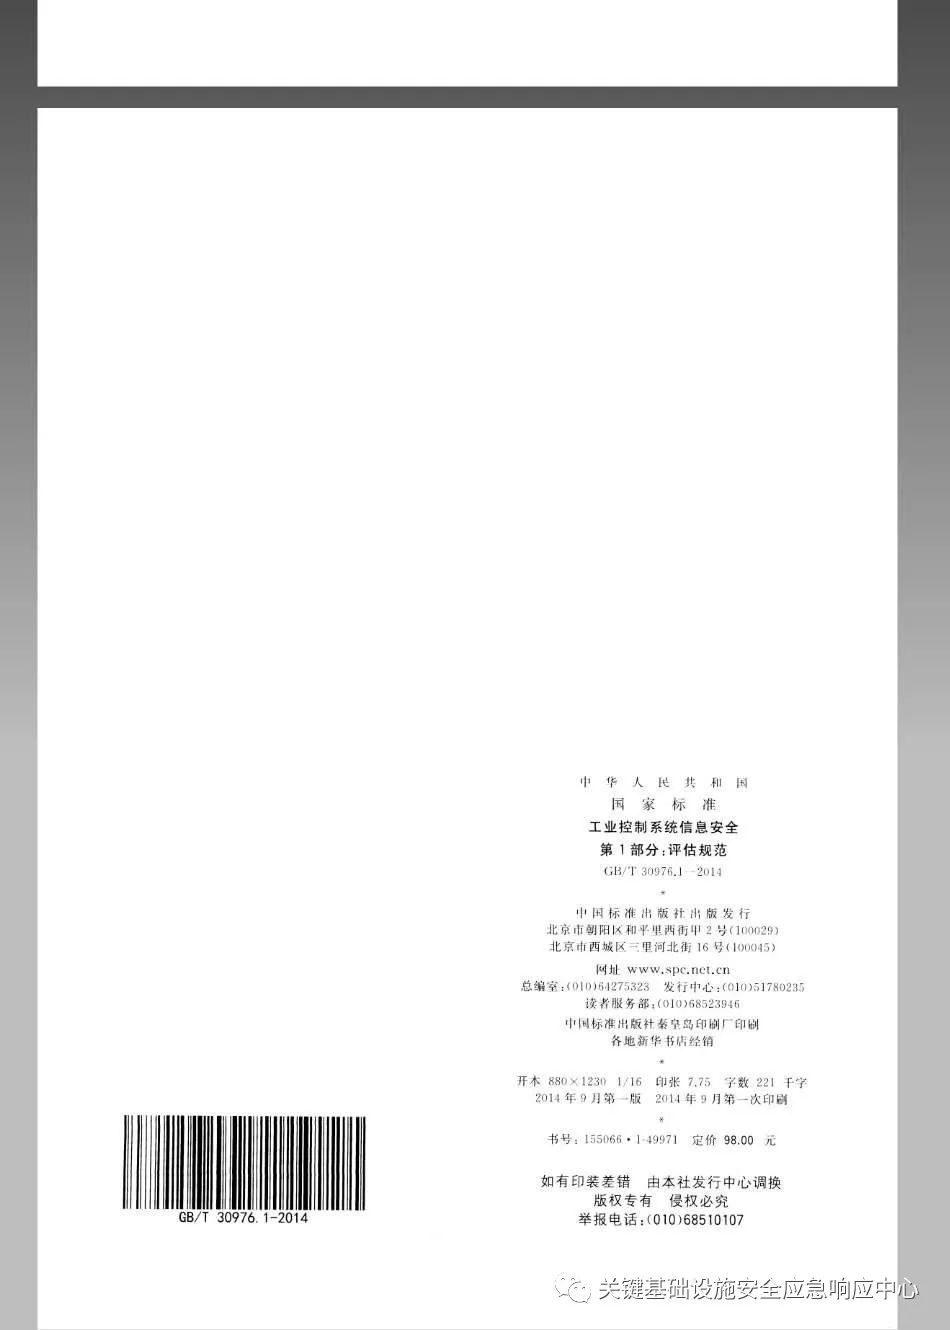 中 华 人 民 共 和 国
国 家 标 准
工业控制系统信息安全
第1部分:评估规范
GB/T 30976.1—2014
*
中国标准出版社出版发行
北京市朝阳区和平里西街甲2号(100029)
北京市西城区三里河北街16号(100045)
网址 www.spc.net.cn
总编室:(010)64275323 发行中心:(010)51780235
读者服务部:(010)68523946
中国标准出版社秦皇岛印刷厂印刷
各地新华书店经销
*
开本 880×1230 1/16 印张 7.75 字数 221 千字
2014年9月第一版 2014年9月第一次印刷
*
书号:155066·1-49971 定价 98.00 元
如有印装差错 由本社发行中心调换
版权专有 侵权必究
举报电话:(010)68510107
GB/T 30976.1-2014
关键基础设施安全应急响应中心